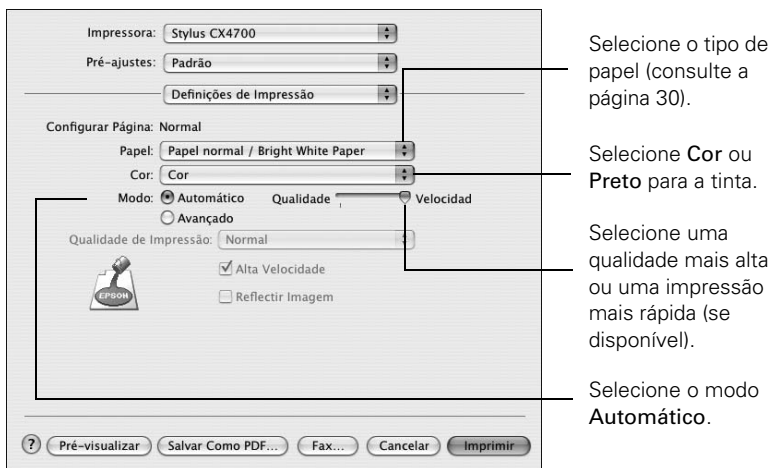 Impressora: Stylus CX4700
Pré-ajustes: Padrão
Definições de Impressão
Configurar Página: Normal
Papel: Papel normal / Bright White Paper
Cor: Cor
Modo: Automático Qualidade Velocidad
Avançado
Qualidade de Impressão: Normal
Alta Velocidade
Reflectir Imagem
EPSON
? Pré-visualizar Salvar Como PDF... Fax... Cancelar Imprimir
Selecione o tipo de
papel (consulte a
página 30).
Selecione Cor ou
Preto para a tinta.
Selecione uma
qualidade mais alta
ou uma impressão
mais rápida (se
disponível).
Selecione o modo
Automático.